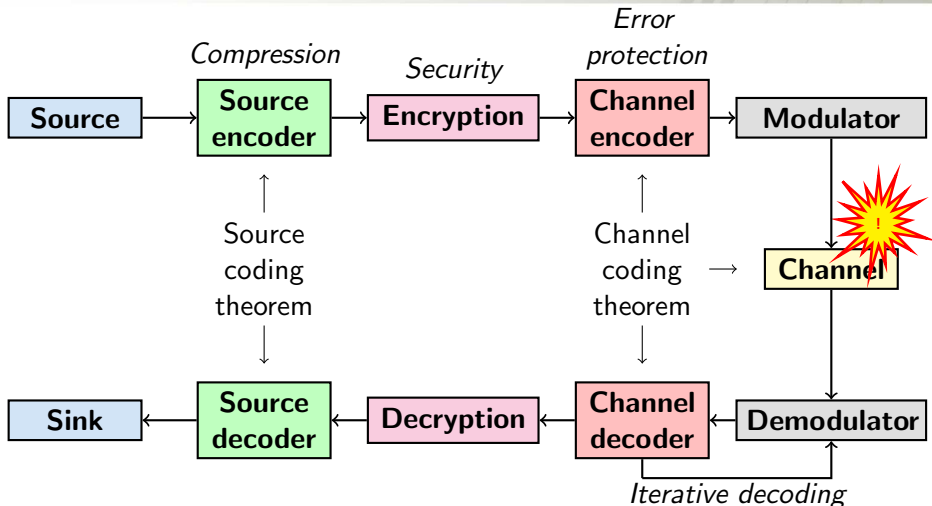 Error
Compression
protection
Security
Source
Source
encoder
Encryption
Channel
encoder
Modulator
!
Source
coding
theorem
Channel
coding
theorem
Channel
Sink
Source
decoder
Decryption
Channel
decoder
Demodulator
Iterative decoding